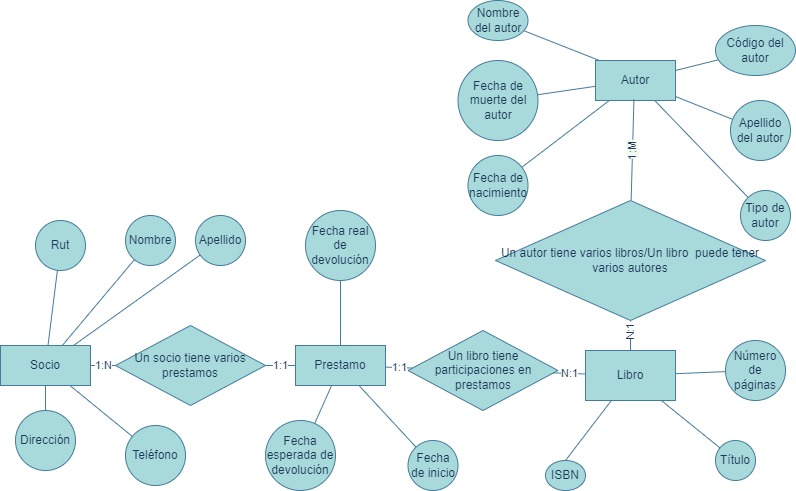 Nombre
del autor
Código del
autor
Autor
Fecha de
muerte del
autor
Apellido
del autor
1:M
Fecha de
nacimiento
Tipo de
autor
Fecha real
de
devolución
Rut
Nombre
Apellido
Un autor tiene varios libros/Un libro  puede tener
varios autores
N:1
Socio
1:N
Un socio tiene varios
prestamos
1:1
Prestamo
1:1
Un libro tiene
participaciones en
prestamos
N:1
Libro
Número
de
páginas
Dirección
Teléfono
Fecha
esperada de
devolución
Fecha
de inicio
ISBN
Título